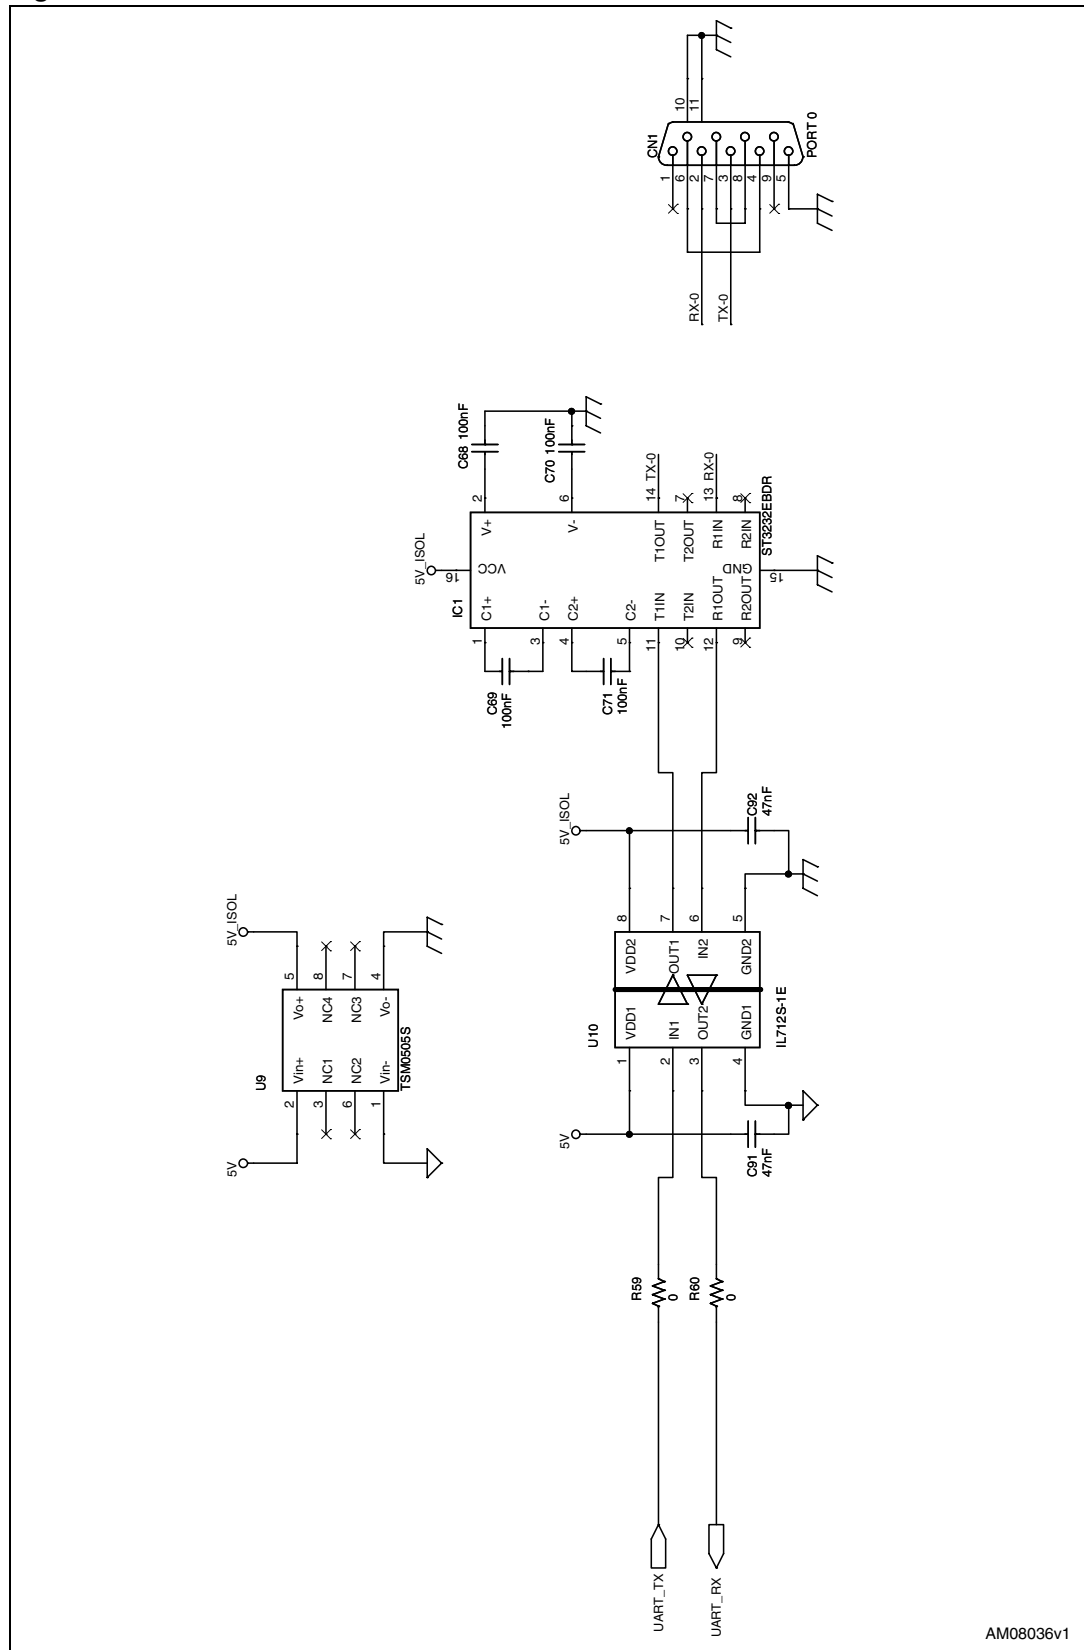 CN1
10
11
1
6
2
7
3
8
4
9
5
PORT 0
RX-0
TX-0
C68 100nF
C70 100nF
2
6
14 TX-0
7
13 RX-0
8
5V_ISOL
16
IC1
V+
V-
T1OUT
T2OUT
R1IN
R2IN
VCC
GND
C1+
C1-
C2+
C2-
T1IN
T2IN
R1OUT
R2OUT
ST3232EBDR
15
1
3
4
5
11
10
12
9
C69
100nF
C71
100nF
5V_ISOL
C92
47nF
8
7
6
5
VDD2
OUT1
IN2
GND2
U10
VDD1
IN1
OUT2
GND1
IL712S-1E
1
2
3
4
5V
C91
47nF
5V_ISOL
5
8
7
4
Vo+
NC4
NC3
Vo-
U9
Vin+
NC1
NC2
Vin-
TSM0505S
2
3
6
1
5V
R59
0
R60
0
UART_TX
UART_RX
AM08036v1